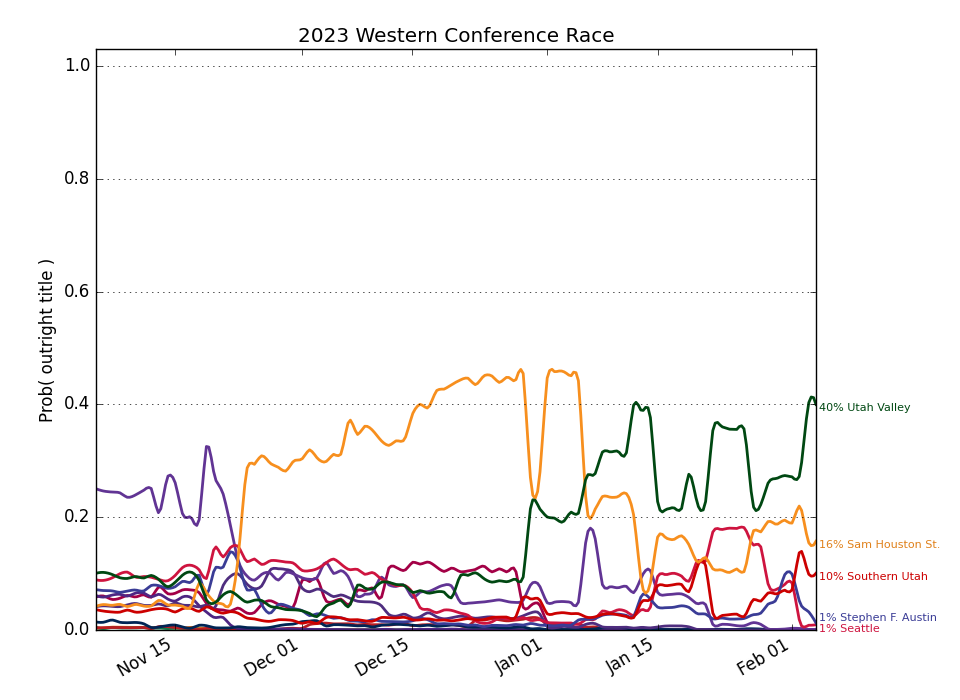 2023 Western Conference Race
1.0
0.8
0.6
0.4
0.2
0.0
Prob( outright title )
40% Utah Valley
16% Sam Houston St.
10% Southern Utah
1% Stephen F. Austin
1% Seattle
Nov 15
Dec 01
Dec 15
Jan 01
Jan 15
Feb 01